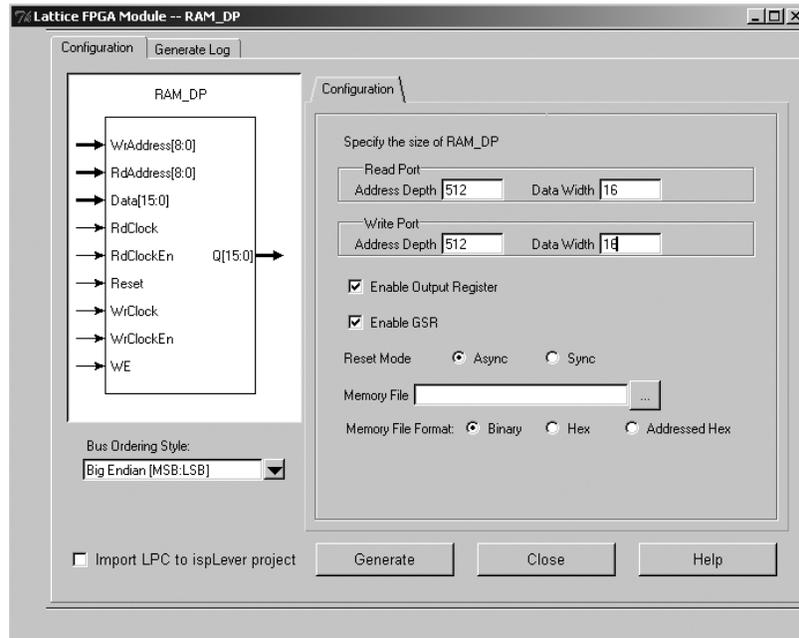 Lattice FPGA Module -- RAM_DP
Configuration
Generate Log
RAM_DP
WrAddress[8:0]
RdAddress[8:0]
Data[15:0]
RdClock
RdClockEn
Q[15:0]
Reset
WrClock
WrClockEn
WE
Bus Ordering Style:
Big Endian [MSB:LSB]
Configuration
Specify the size of RAM_DP
Read Port
Address Depth 512 Data Width 16
Write Port
Address Depth 512 Data Width 16
Enable Output Register
Enable GSR
Reset Mode Async Sync
Memory File ...
Memory File Format: Binary Hex Addressed Hex
Import LPC to ispLever project
Generate
Close
Help